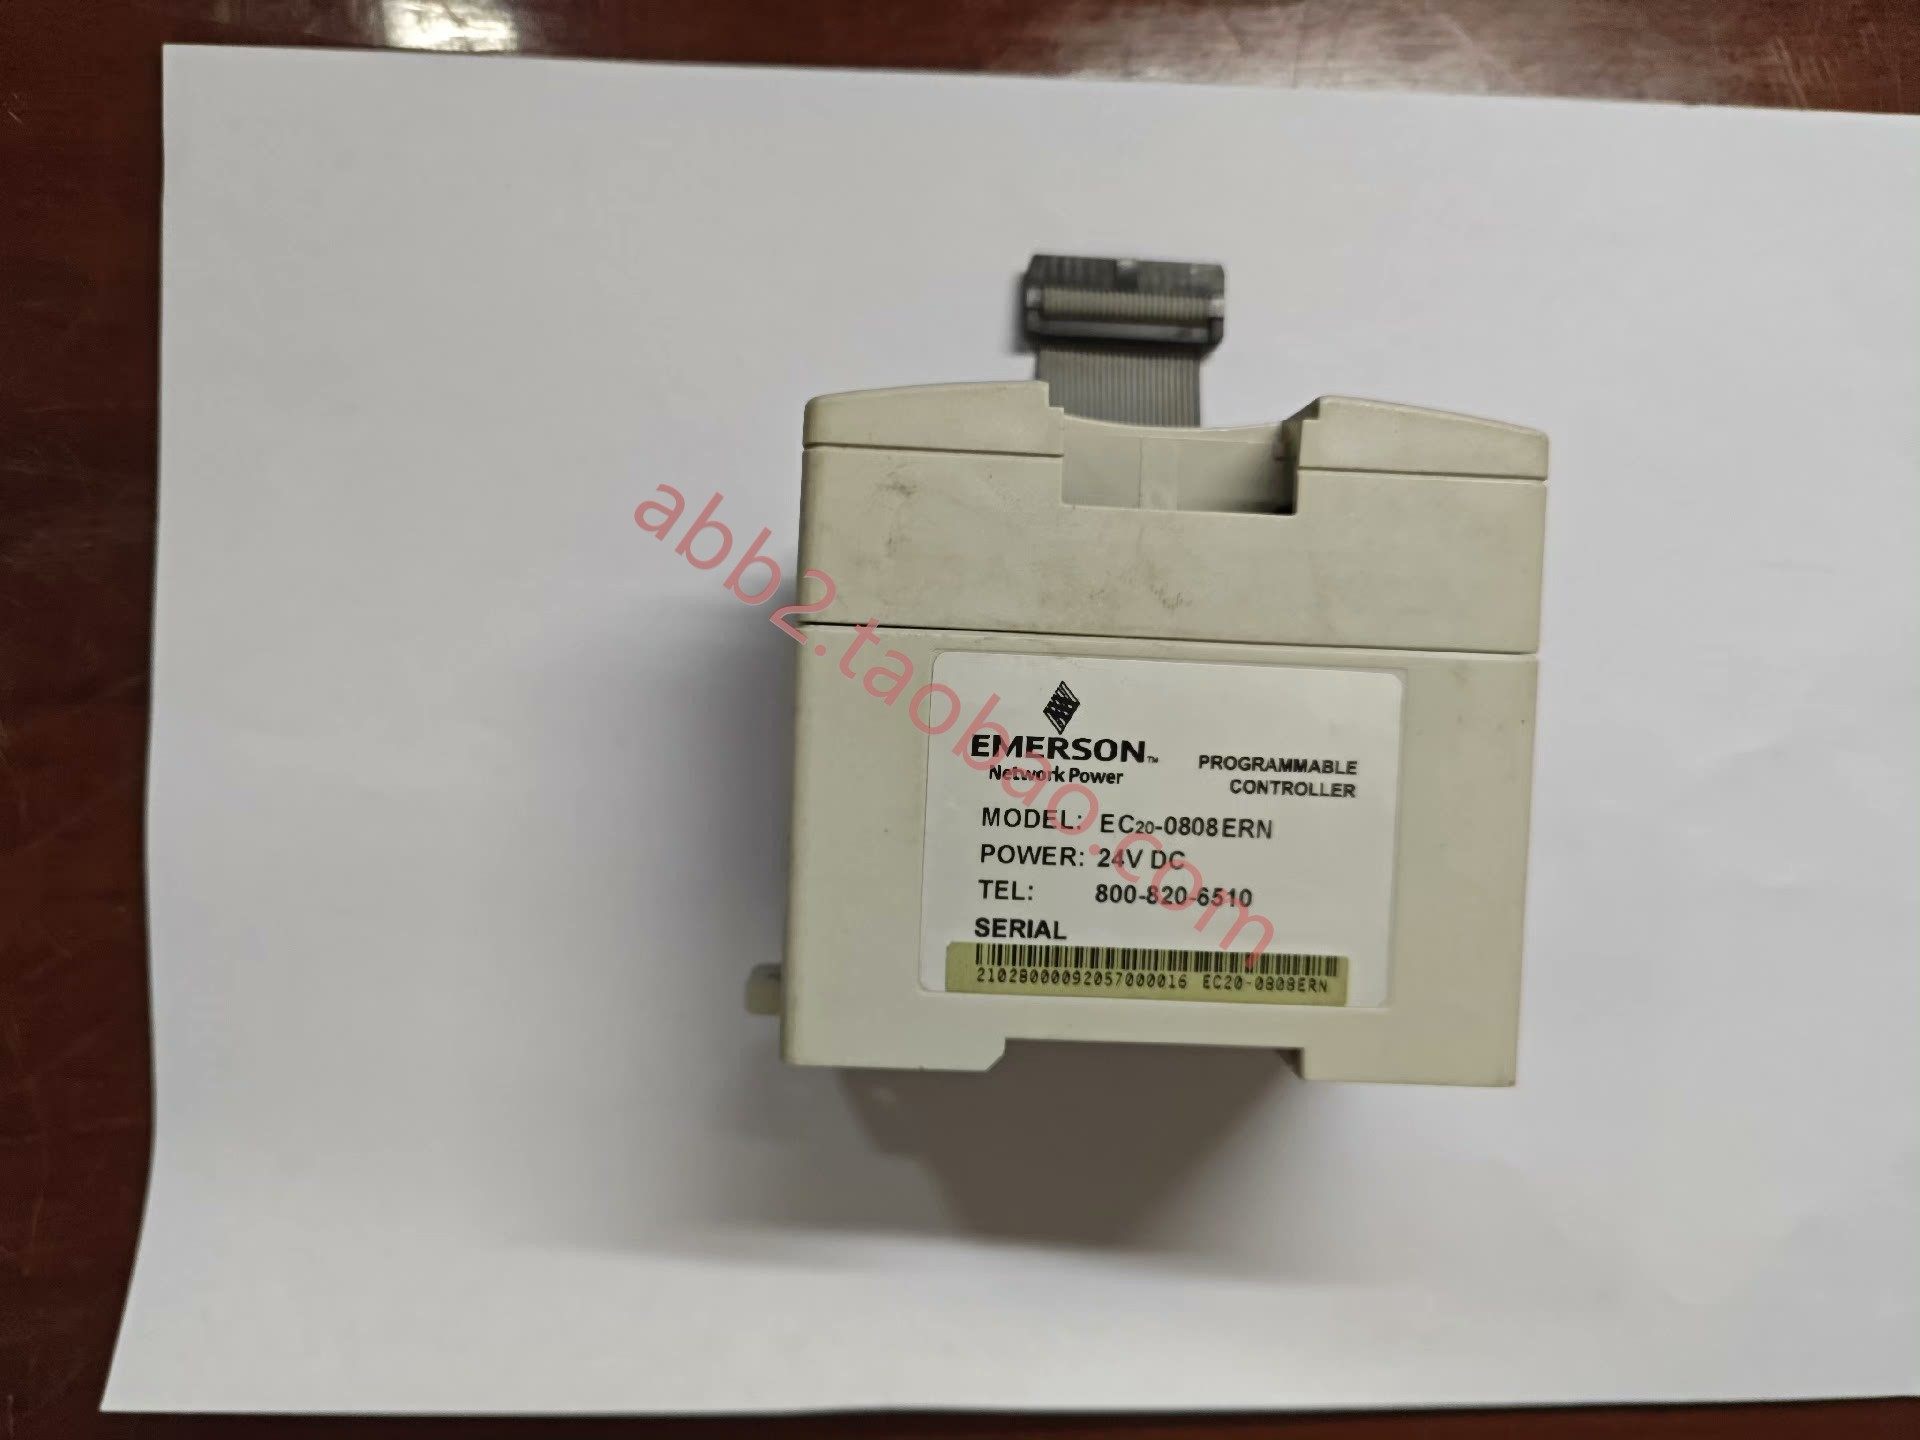 abb2.taobao.com
EMERSON™
Network Power
PROGRAMMABLE
CONTROLLER
MODEL: EC20-0808ERN
POWER: 24V DC
TEL: 800-820-6510
SERIAL
21028000092057000016 EC20-0808ERN